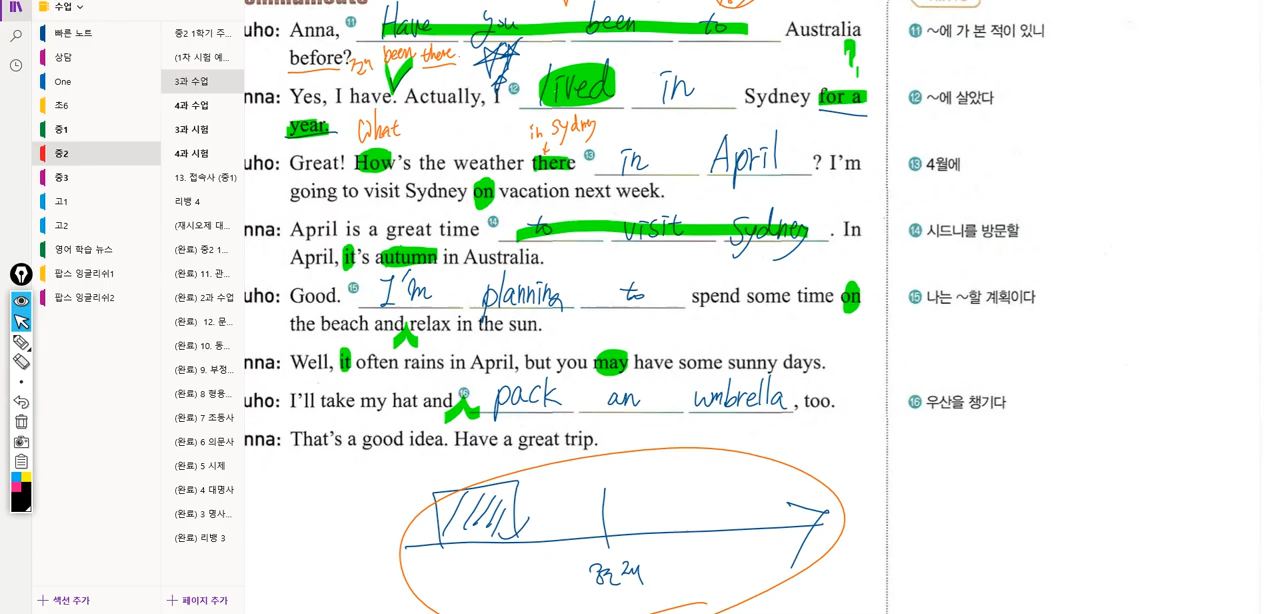 수업
빠른 노트
상담
One
초6
중1
중2
중3
고1
고2
영어 학습 뉴스
팝스 잉글리쉬1
팝스 잉글리쉬2
섹션 추가
중2 1학기 주...
(1차 시험 예...
3과 수업
4과 수업
3과 시험
4과 시험
13. 접속사 (중1)
리뱅 4
(재시오제 대...
(완료) 중2 1...
(완료) 11. 관...
(완료) 2과 수업
(완료) 12. 문...
(완료) 10. 동...
(완료) 9. 부정...
(완료) 8 형용...
(완료) 7 조동사
(완료) 6 의문사
(완료) 5 시제
(완료) 4 대명사
(완료) 3 명사...
(완료) 리뱅 3
페이지 추가
uho: Anna, ⑪ Have you been to Australia
before? been there. ?
nna: Yes, I have. Actually, I ⑫ lived in Sydney for a
year. What in Sydney
uho: Great! How's the weather there ⑬ in April ? I'm
going to visit Sydney on vacation next week.
nna: April is a great time ⑭ to visit Sydney . In
April, it's autumn in Australia.
uho: Good. ⑮ I'm planning to spend some time on
the beach and relax in the sun.
nna: Well, it often rains in April, but you may have some sunny days.
uho: I'll take my hat and ⑯ pack an umbrella , too.
nna: That's a good idea. Have a great trip.
⑪ ~에 가 본 적이 있니
⑫ ~에 살았다
⑬ 4월에
⑭ 시드니를 방문할
⑮ 나는 ~할 계획이다
⑯ 우산을 챙기다